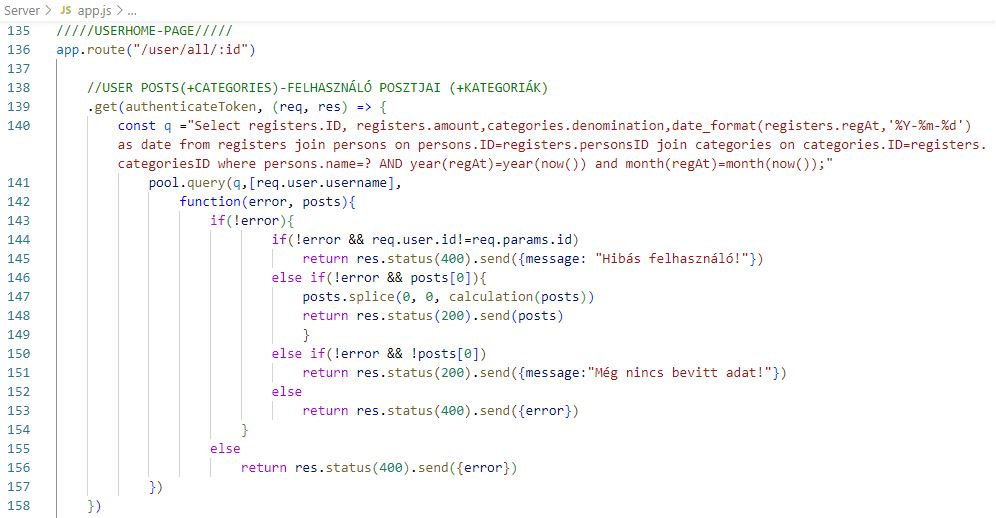 Server > JS app.js > ...
135 /////USERHOME-PAGE/////
136 app.route("/user/all/:id")
137
138 //USER POSTS(+CATEGORIES)-FELHASZNÁLÓ POSZTJAI (+KATEGORIÁK)
139 .get(authenticateToken, (req, res) => {
140 const q ="Select registers.ID, registers.amount,categories.denomination,date_format(registers.regAt,'%Y-%m-%d')
as date from registers join persons on persons.ID=registers.personsID join categories on categories.ID=registers.
categoriesID where persons.name=? AND year(regAt)=year(now()) and month(regAt)=month(now());"
141 pool.query(q,[req.user.username],
142 function(error, posts){
143 if(!error){
144 if(!error && req.user.id!=req.params.id)
145 return res.status(400).send({message: "Hibás felhasználó!"})
146 else if(!error && posts[0]){
147 posts.splice(0, 0, calculation(posts))
148 return res.status(200).send(posts)
149 }
150 else if(!error && !posts[0])
151 return res.status(200).send({message:"Még nincs bevitt adat!"})
152 else
153 return res.status(400).send({error})
154 }
155 else
156 return res.status(400).send({error})
157 })
158 })